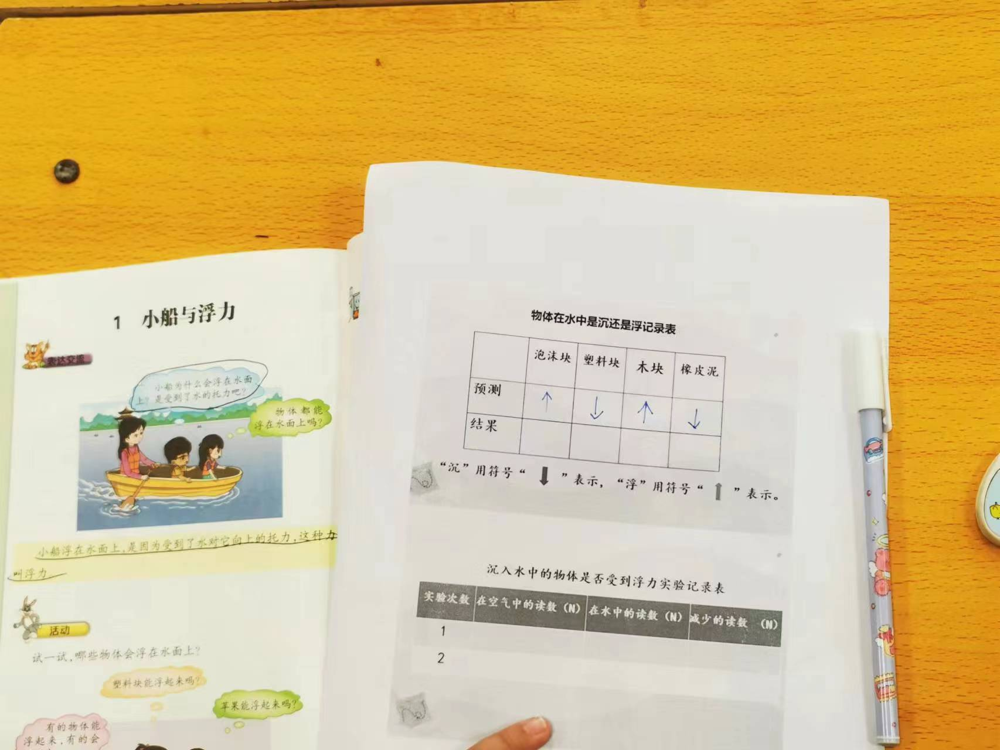 1 小船与浮力
表达交流
小船为什么会浮在水面
上？是受到了水的托力吧？
物体都能
浮在水面上吗？
小船浮在水面上，是因为受到了水对它向上的托力，这种力
叫浮力
活动
试一试，哪些物体会浮在水面上？
塑料块能浮起来吗？
苹果能浮起来吗？
有的物体能
浮起来，有的会
物体在水中是沉还是浮记录表
泡沫块 塑料块 木块 橡皮泥
预测 ↑ ↓ ↑ ↓
结果
“沉”用符号“⬇”表示，“浮”用符号“⬆”表示。
沉入水中的物体是否受到浮力实验记录表
实验次数 在空气中的读数（N） 在水中的读数（N） 减少的读数 （N）
1
2